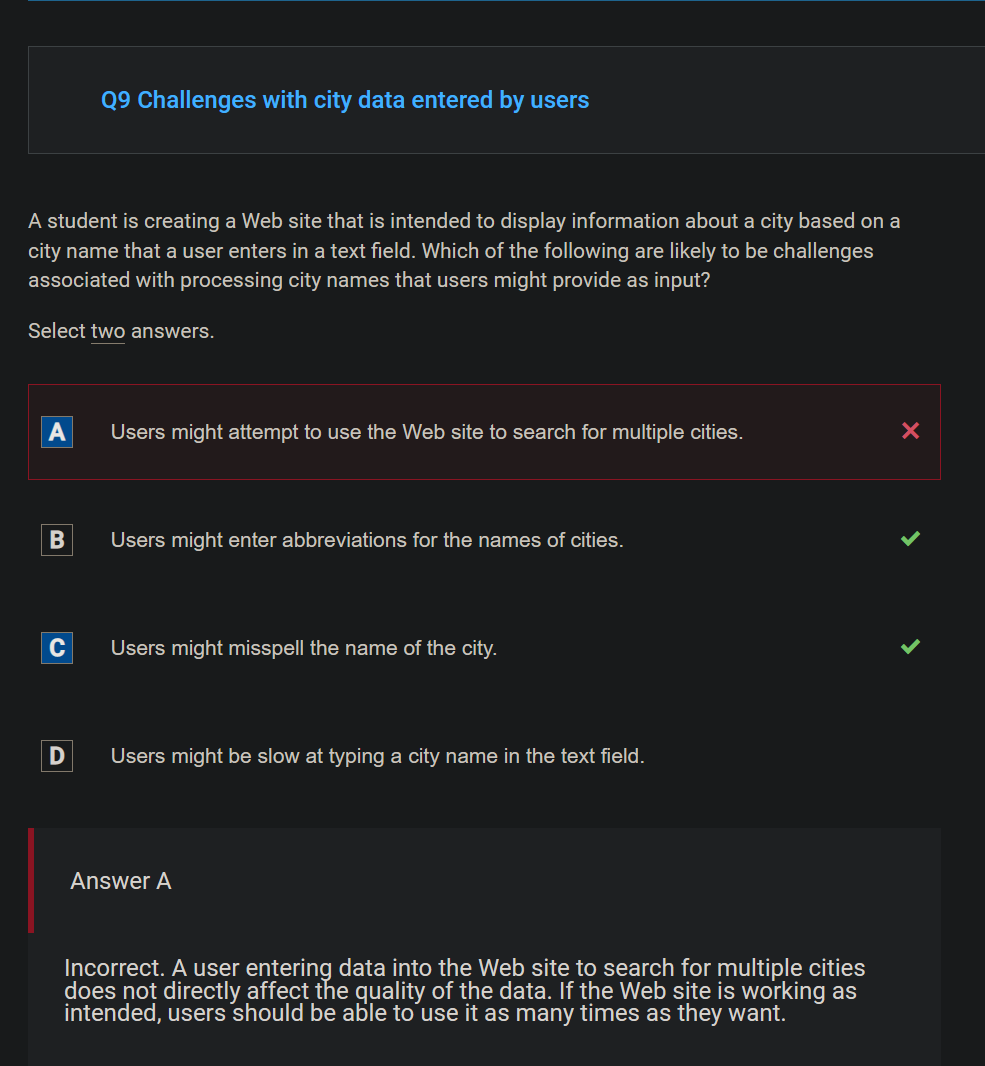 Q9 Challenges with city data entered by users
A student is creating a Web site that is intended to display information about a city based on a
city name that a user enters in a text field. Which of the following are likely to be challenges
associated with processing city names that users might provide as input?
Select two answers.
A Users might attempt to use the Web site to search for multiple cities.
B Users might enter abbreviations for the names of cities.
C Users might misspell the name of the city.
D Users might be slow at typing a city name in the text field.
Answer A
Incorrect. A user entering data into the Web site to search for multiple cities
does not directly affect the quality of the data. If the Web site is working as
intended, users should be able to use it as many times as they want.